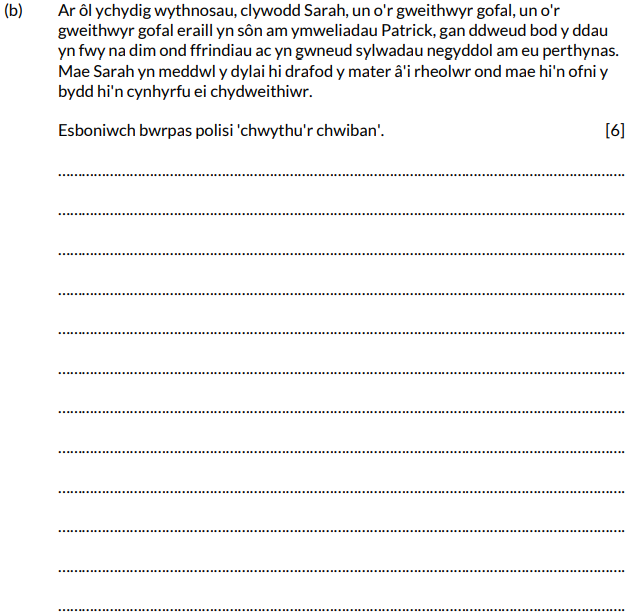 (b) Ar ôl ychydig wythnosau, clywodd Sarah, un o'r gweithwyr gofal, un o'r
gweithwyr gofal eraill yn sôn am ymweliadau Patrick, gan ddweud bod y ddau
yn fwy na dim ond ffrindiau ac yn gwneud sylwadau negyddol am eu perthynas.
Mae Sarah yn meddwl y dylai hi drafod y mater â'i rheolwr ond mae hi'n ofni y
bydd hi'n cynhyrfu ei chydweithiwr.
Esboniwch bwrpas polisi 'chwythu'r chwiban'. [6]